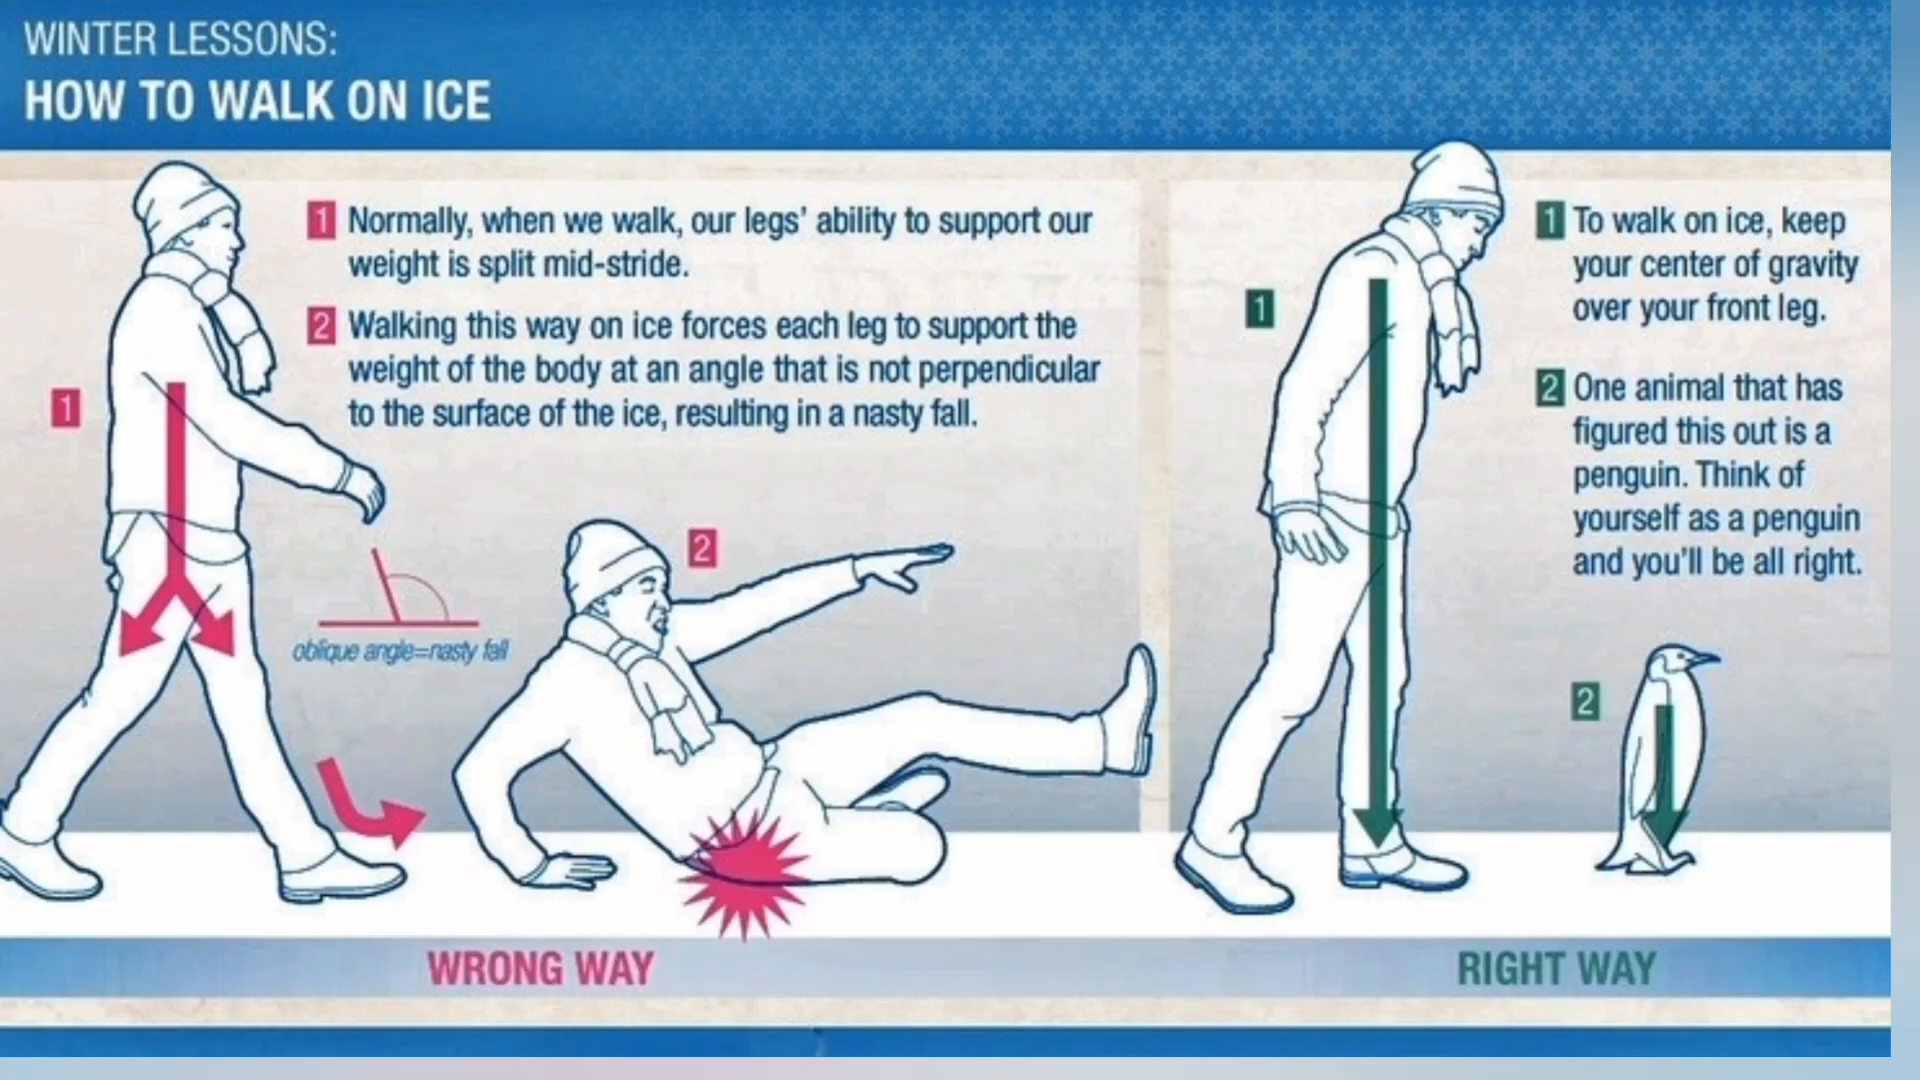 WINTER LESSONS:
HOW TO WALK ON ICE
1 Normally, when we walk, our legs' ability to support our
weight is split mid-stride.
2 Walking this way on ice forces each leg to support the
weight of the body at an angle that is not perpendicular
to the surface of the ice, resulting in a nasty fall.
1
oblique angle=nasty fall
2
WRONG WAY
1 To walk on ice, keep
your center of gravity
over your front leg.
2 One animal that has
figured this out is a
penguin. Think of
yourself as a penguin
and you'll be all right.
1
2
RIGHT WAY